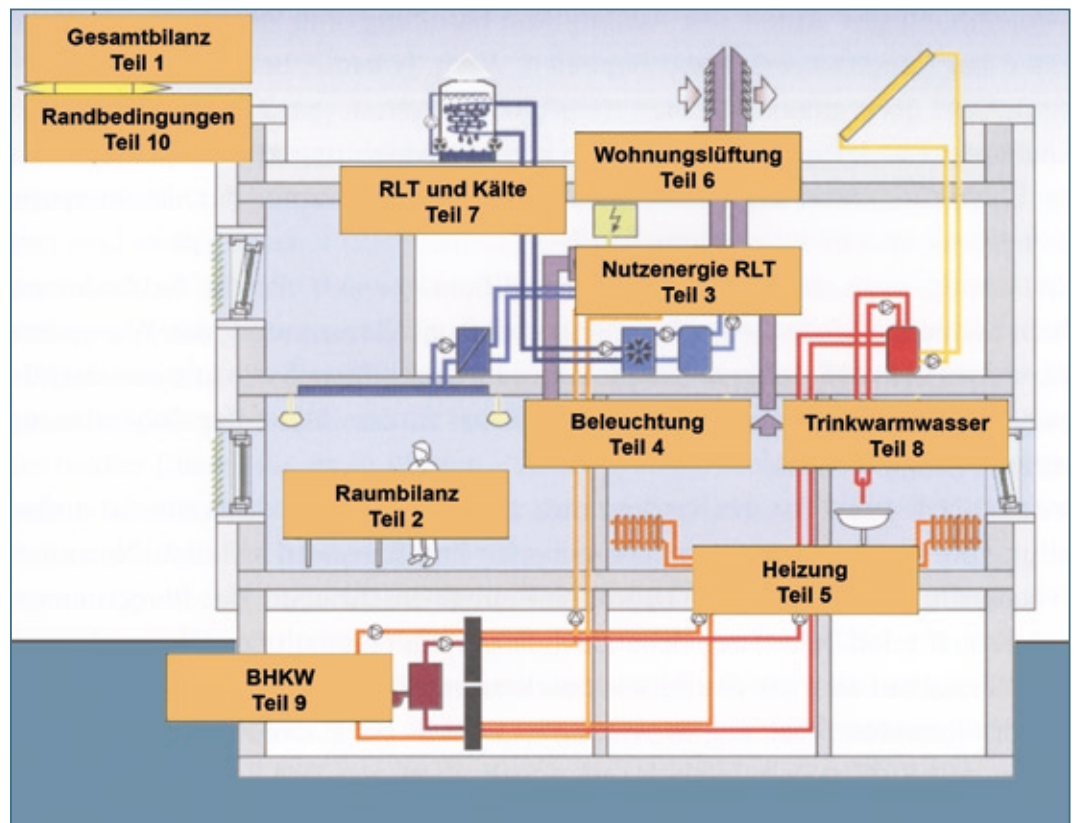 Gesamtbilanz
Teil 1
Randbedingungen
Teil 10
Wohnungslüftung
Teil 6
RLT und Kälte
Teil 7
Nutzenergie RLT
Teil 3
Beleuchtung
Teil 4
Trinkwarmwasser
Teil 8
Raumbilanz
Teil 2
Heizung
Teil 5
BHKW
Teil 9